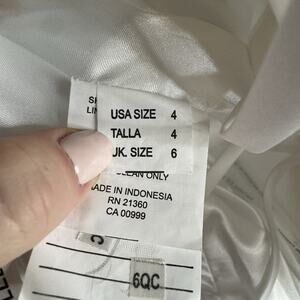 USA SIZE 4
TALLA 4
UK. SIZE 6
CLEAN ONLY
MADE IN INDONESIA
RN 21360
CA 00999
C
6QC